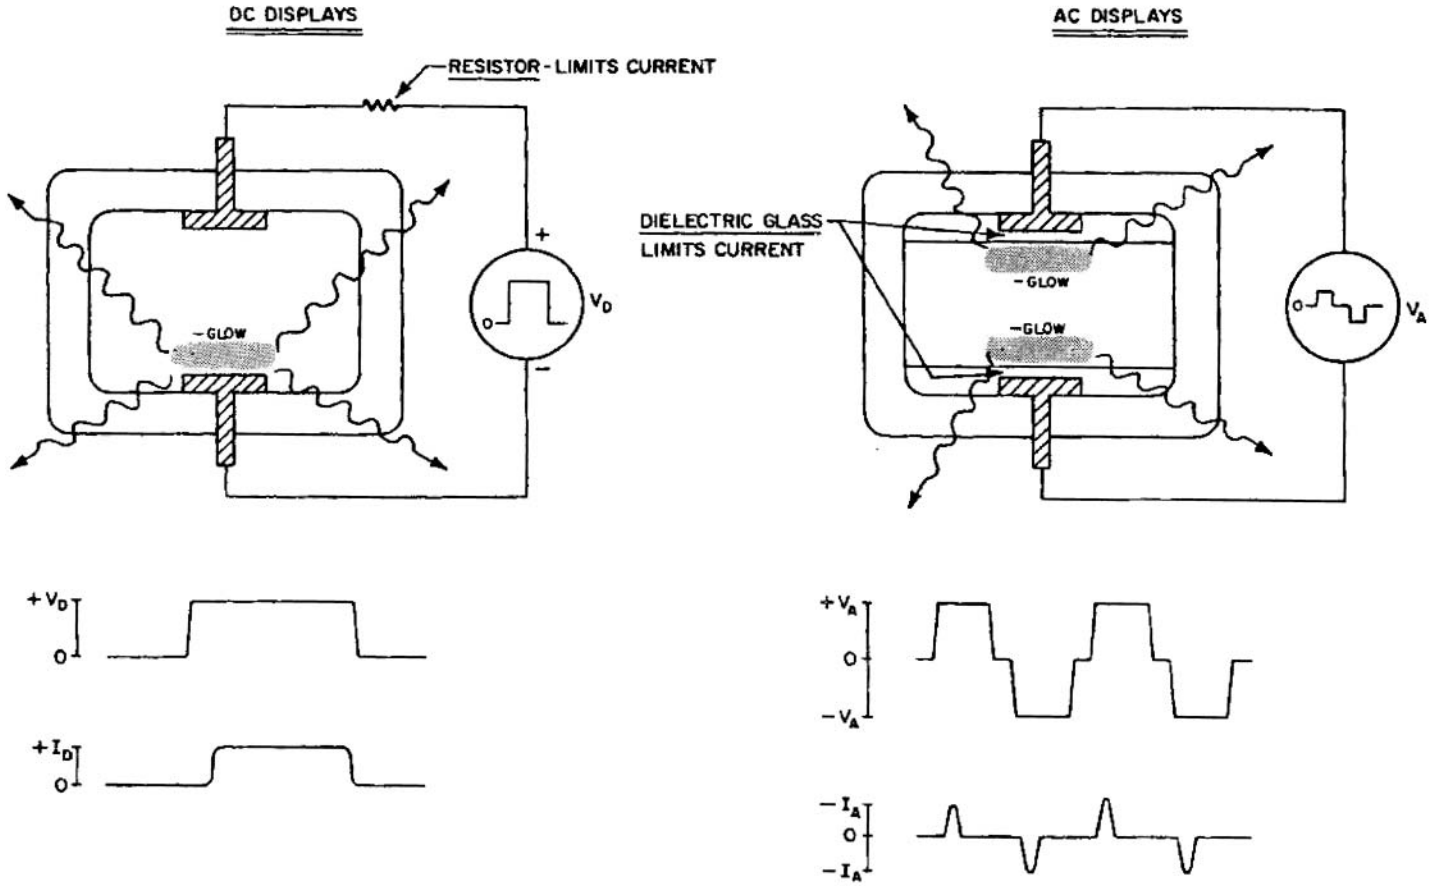 DC DISPLAYS
RESISTOR-LIMITS CURRENT
+
0
V_D
-
-GLOW
AC DISPLAYS
DIELECTRIC GLASS
LIMITS CURRENT
-GLOW
-GLOW
0
V_A
+V_D
0
+I_D
0
+V_A
0
-V_A
-I_A
0
-I_A